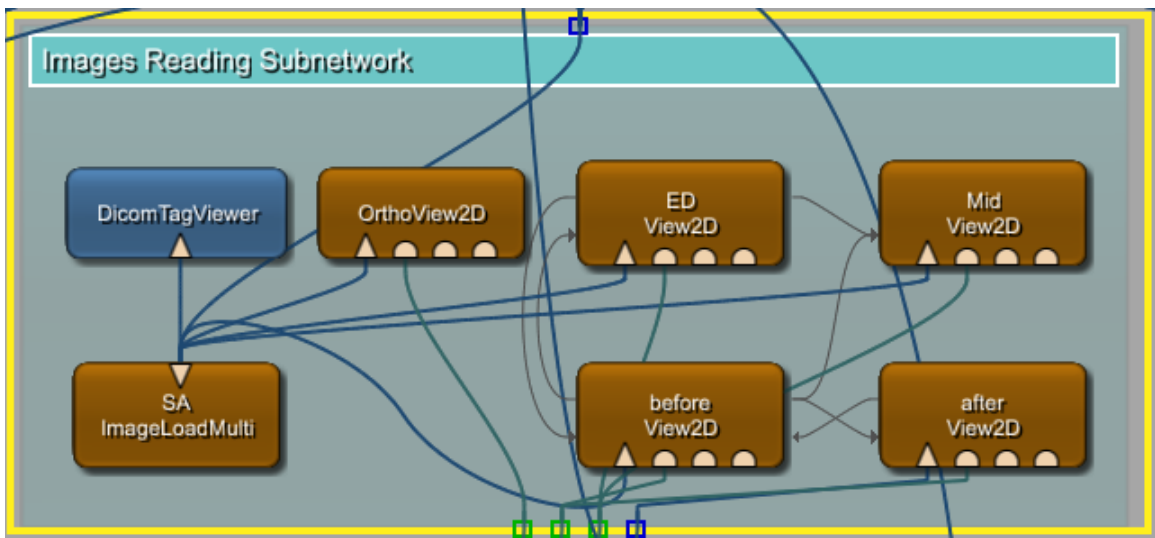 Images Reading Subnetwork
DicomTagViewer
OrthoView2D
ED
View2D
Mid
View2D
SA
ImageLoadMulti
before
View2D
after
View2D